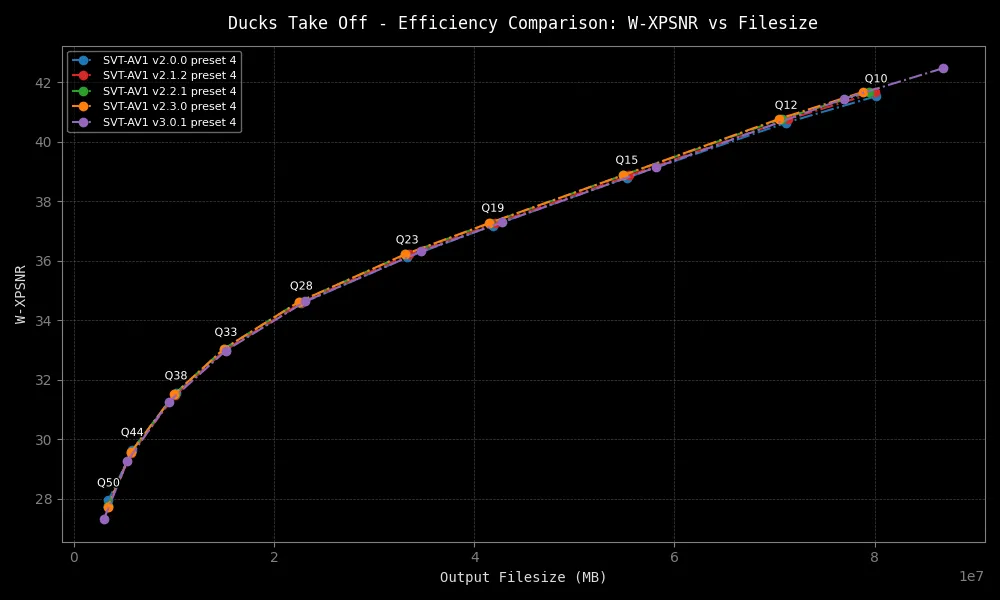 Ducks Take Off - Efficiency Comparison: W-XPSNR vs Filesize
SVT-AV1 v2.0.0 preset 4
SVT-AV1 v2.1.2 preset 4
SVT-AV1 v2.2.1 preset 4
SVT-AV1 v2.3.0 preset 4
SVT-AV1 v3.0.1 preset 4
Q10
Q12
Q15
Q19
Q23
Q28
Q33
Q38
Q44
Q50
W-XPSNR
42
40
38
36
34
32
30
28
0 2 4 6 8
1e7
Output Filesize (MB)